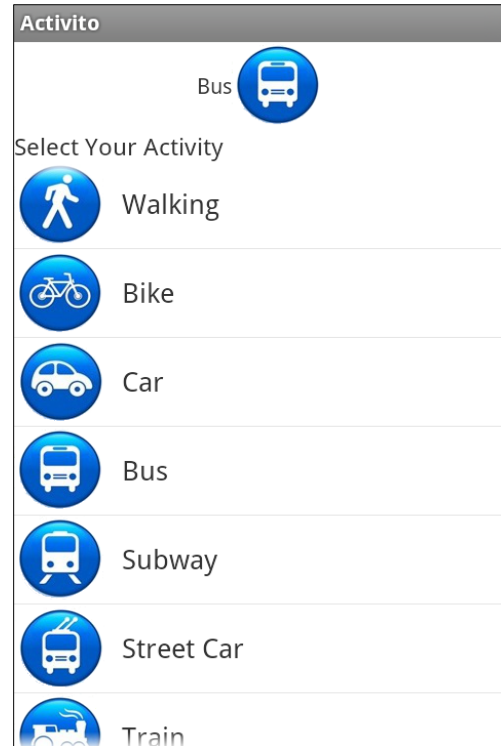 Activito
Bus
Select Your Activity
Walking
Bike
Car
Bus
Subway
Street Car
Train